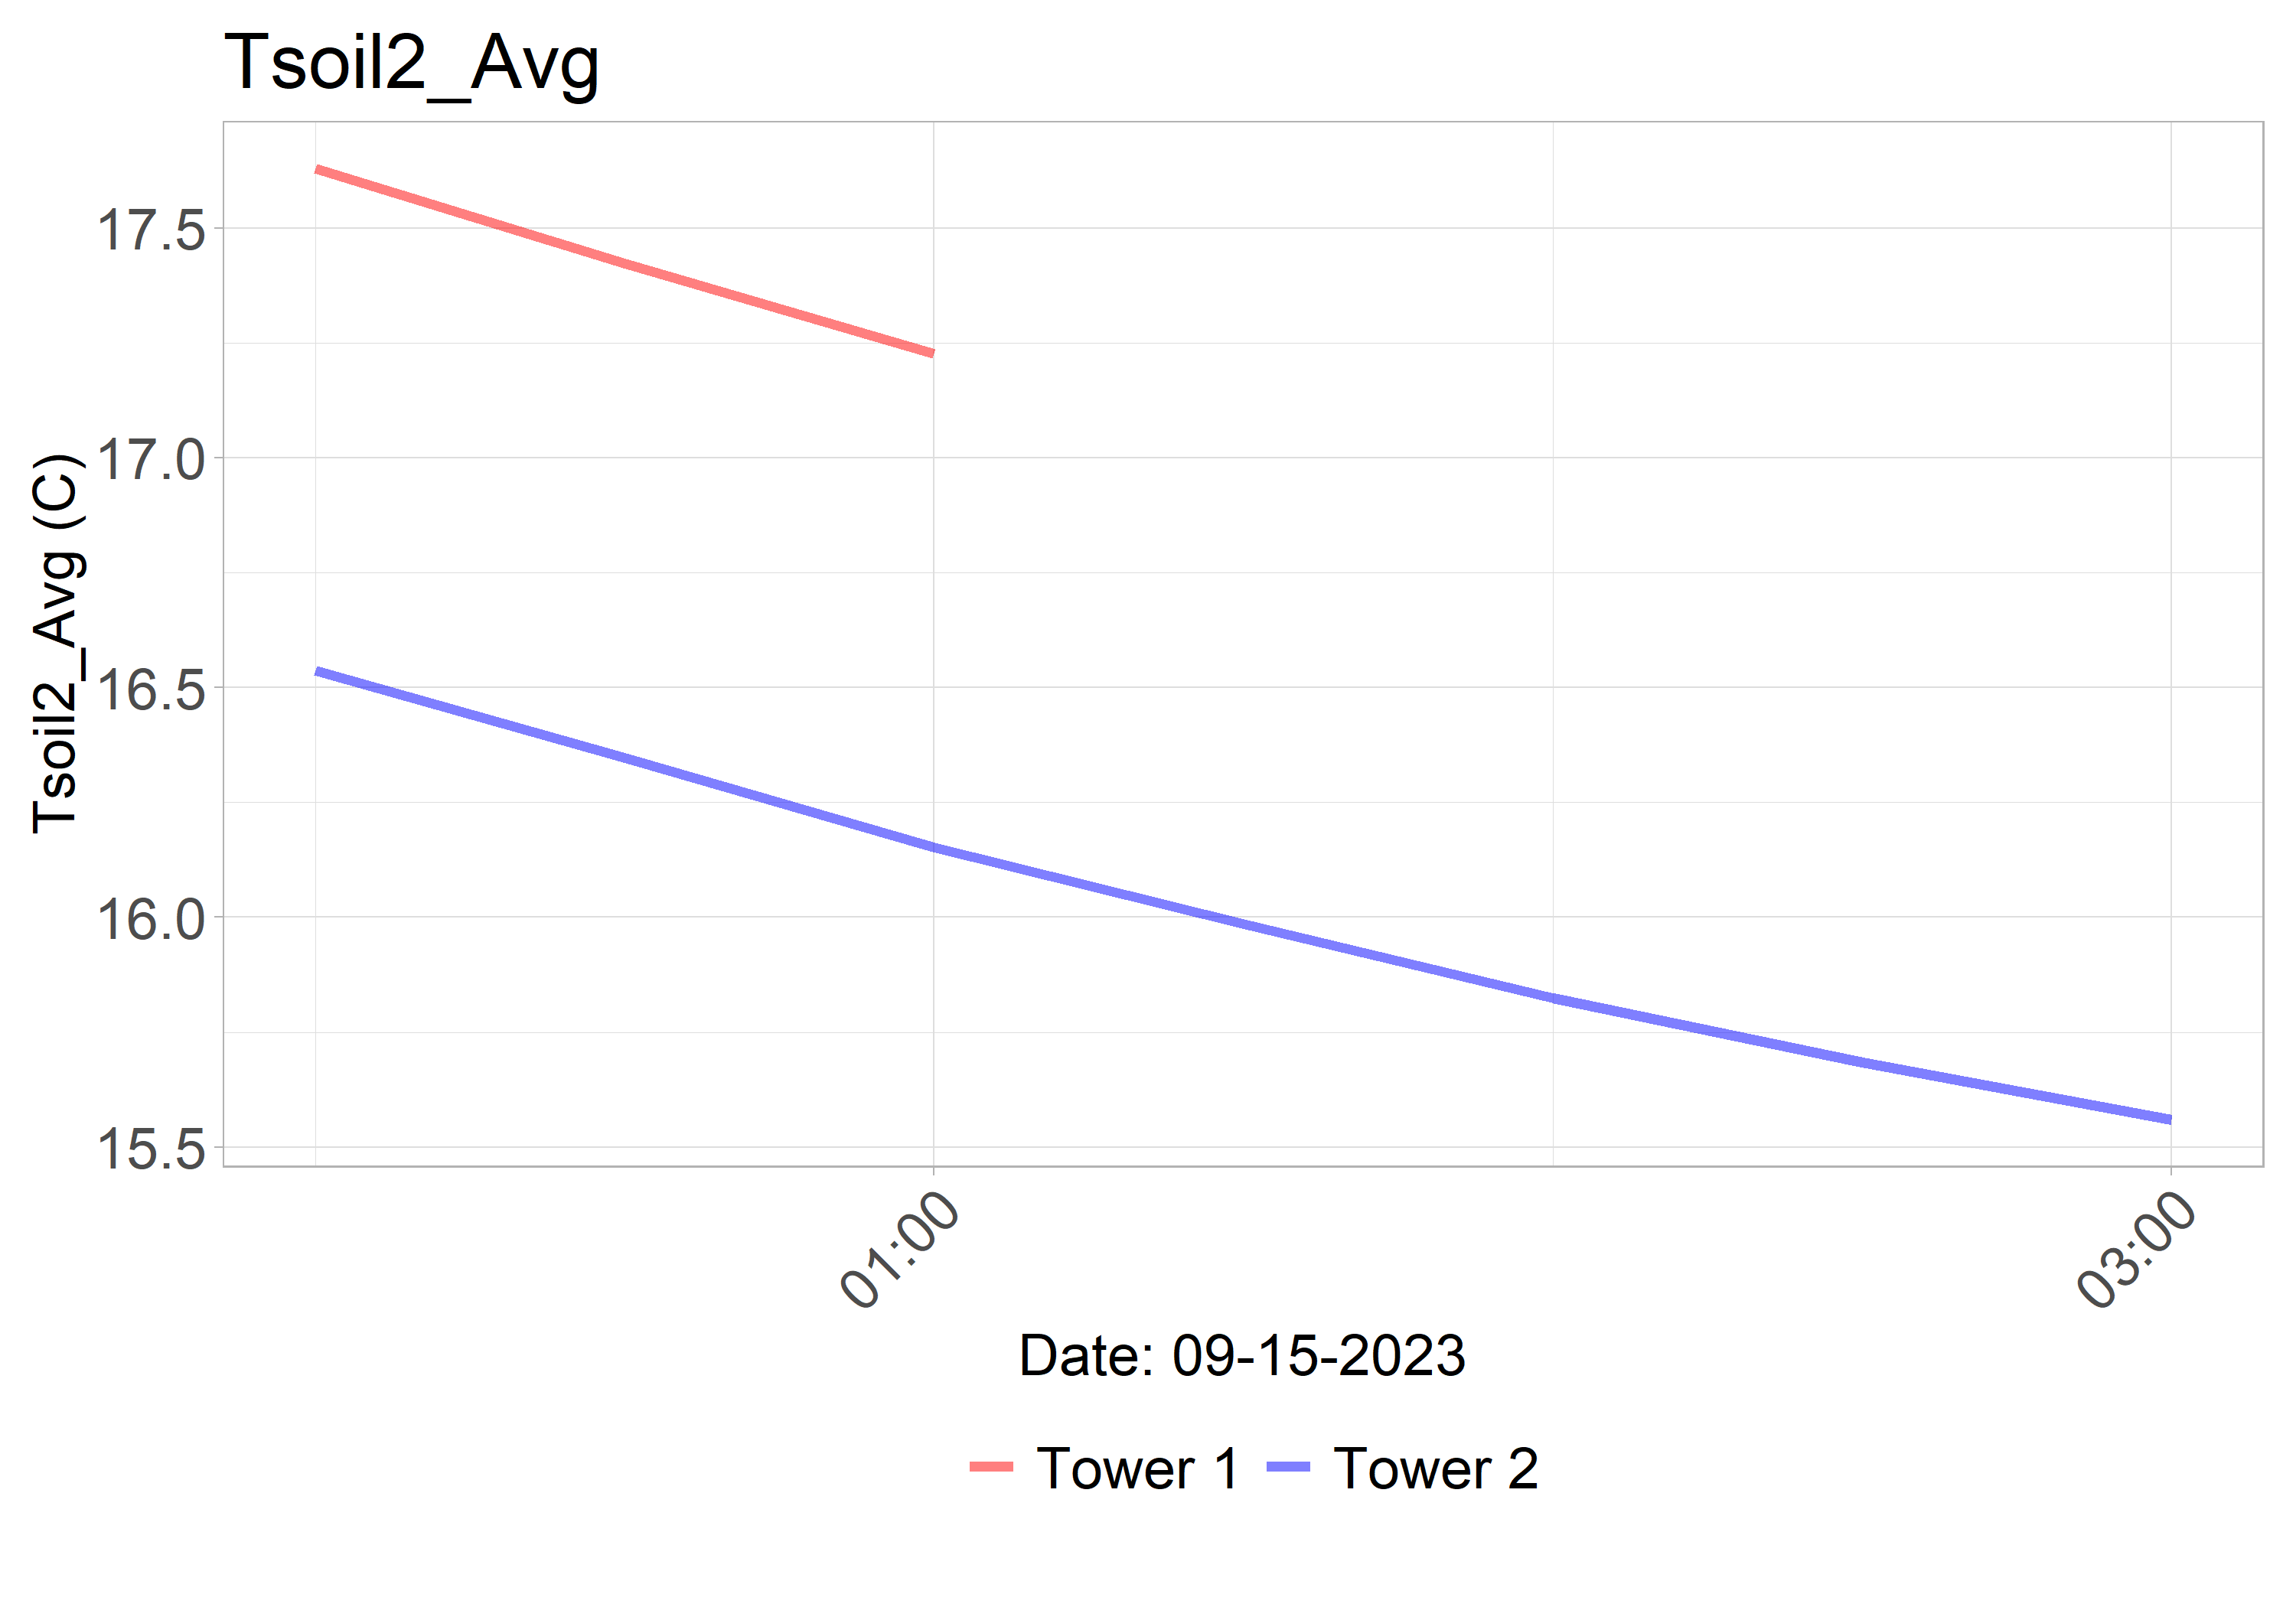 Tsoil2_Avg
Tsoil2_Avg (C)
17.5
17.0
16.5
16.0
15.5
01:00
03:00
Date: 09-15-2023
Tower 1
Tower 2